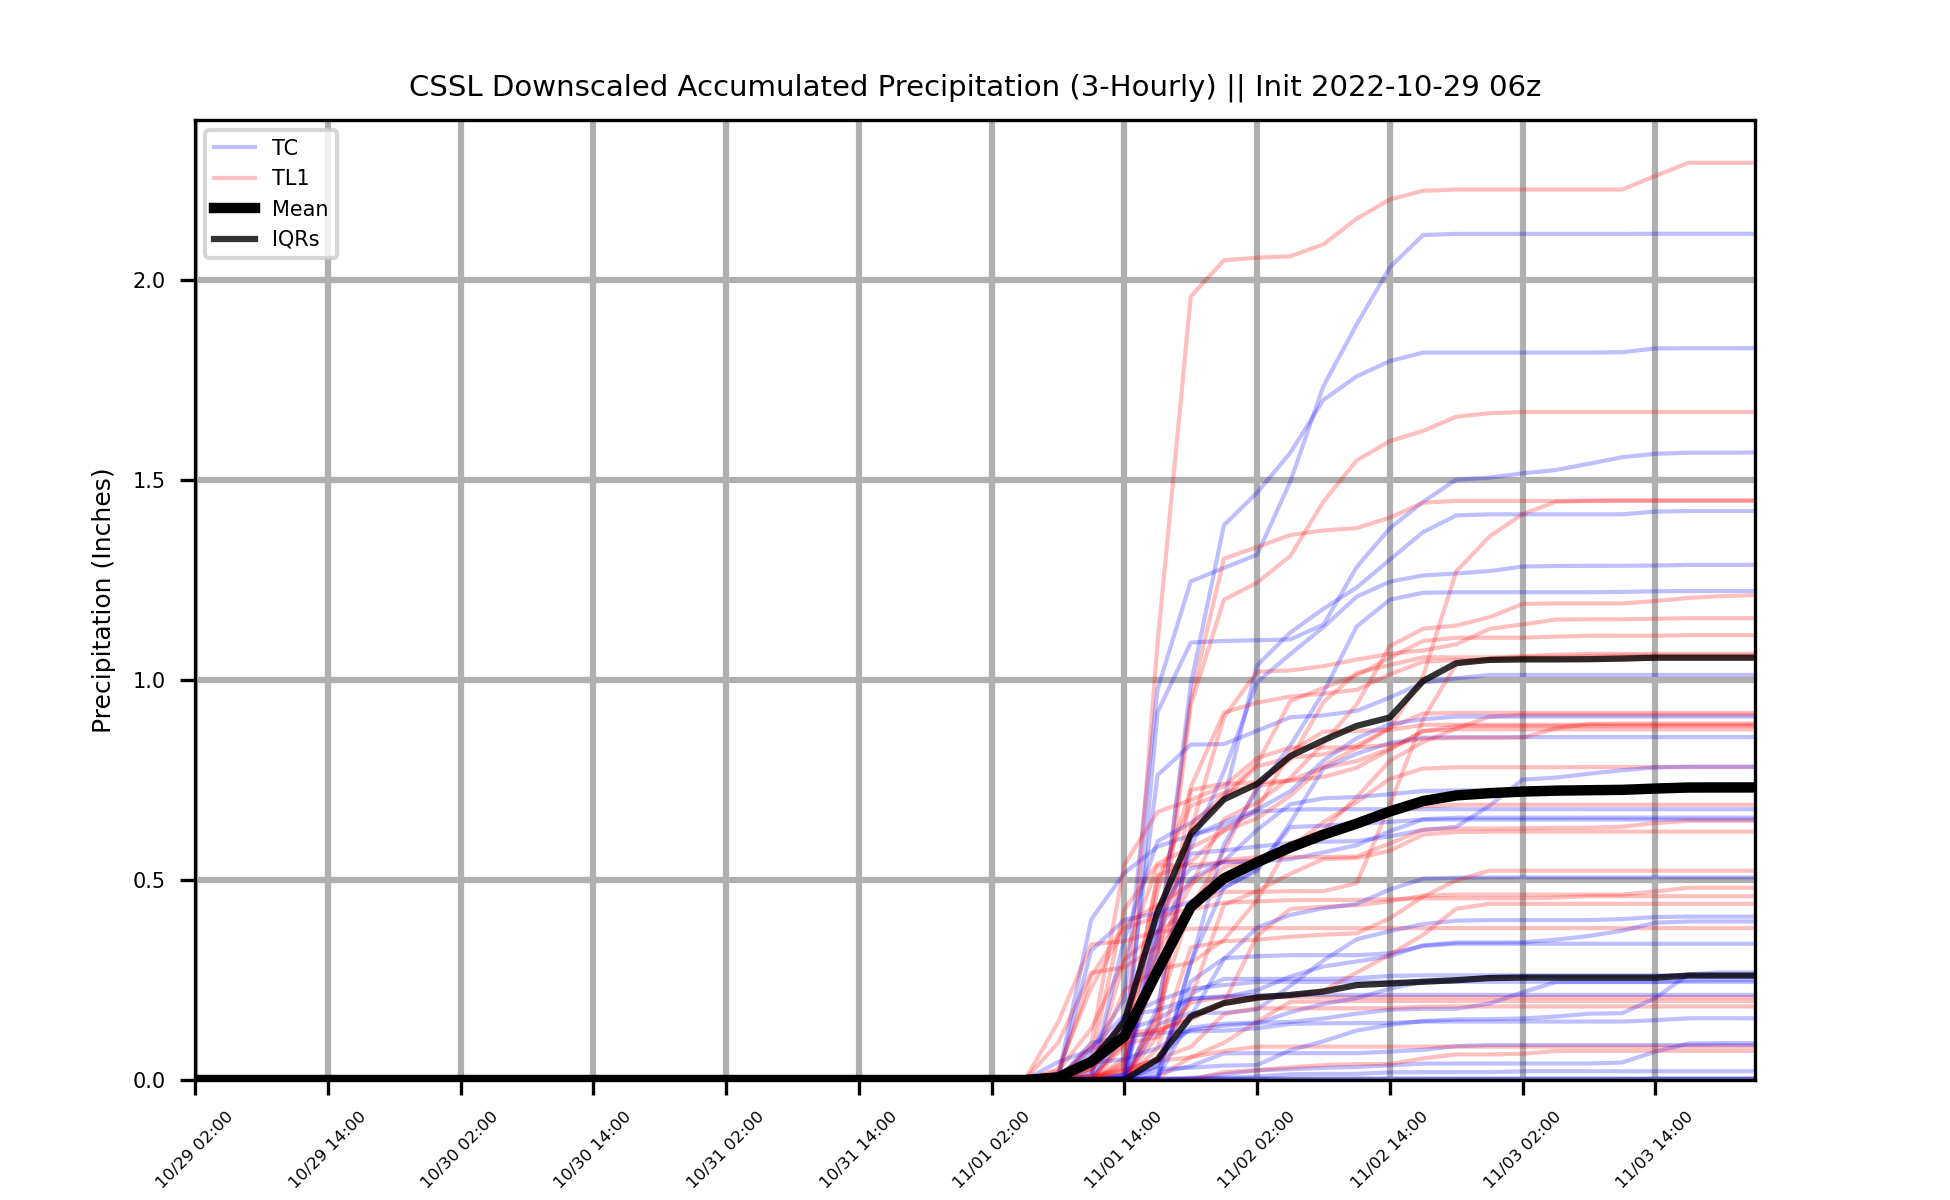 CSSL Downscaled Accumulated Precipitation (3-Hourly) || Init 2022-10-29 06z
TC
TL1
Mean
IQRs
Precipitation (Inches)
2.0
1.5
1.0
0.5
0.0
10/29 02:00
10/29 14:00
10/30 02:00
10/30 14:00
10/31 02:00
10/31 14:00
11/01 02:00
11/01 14:00
11/02 02:00
11/02 14:00
11/03 02:00
11/03 14:00